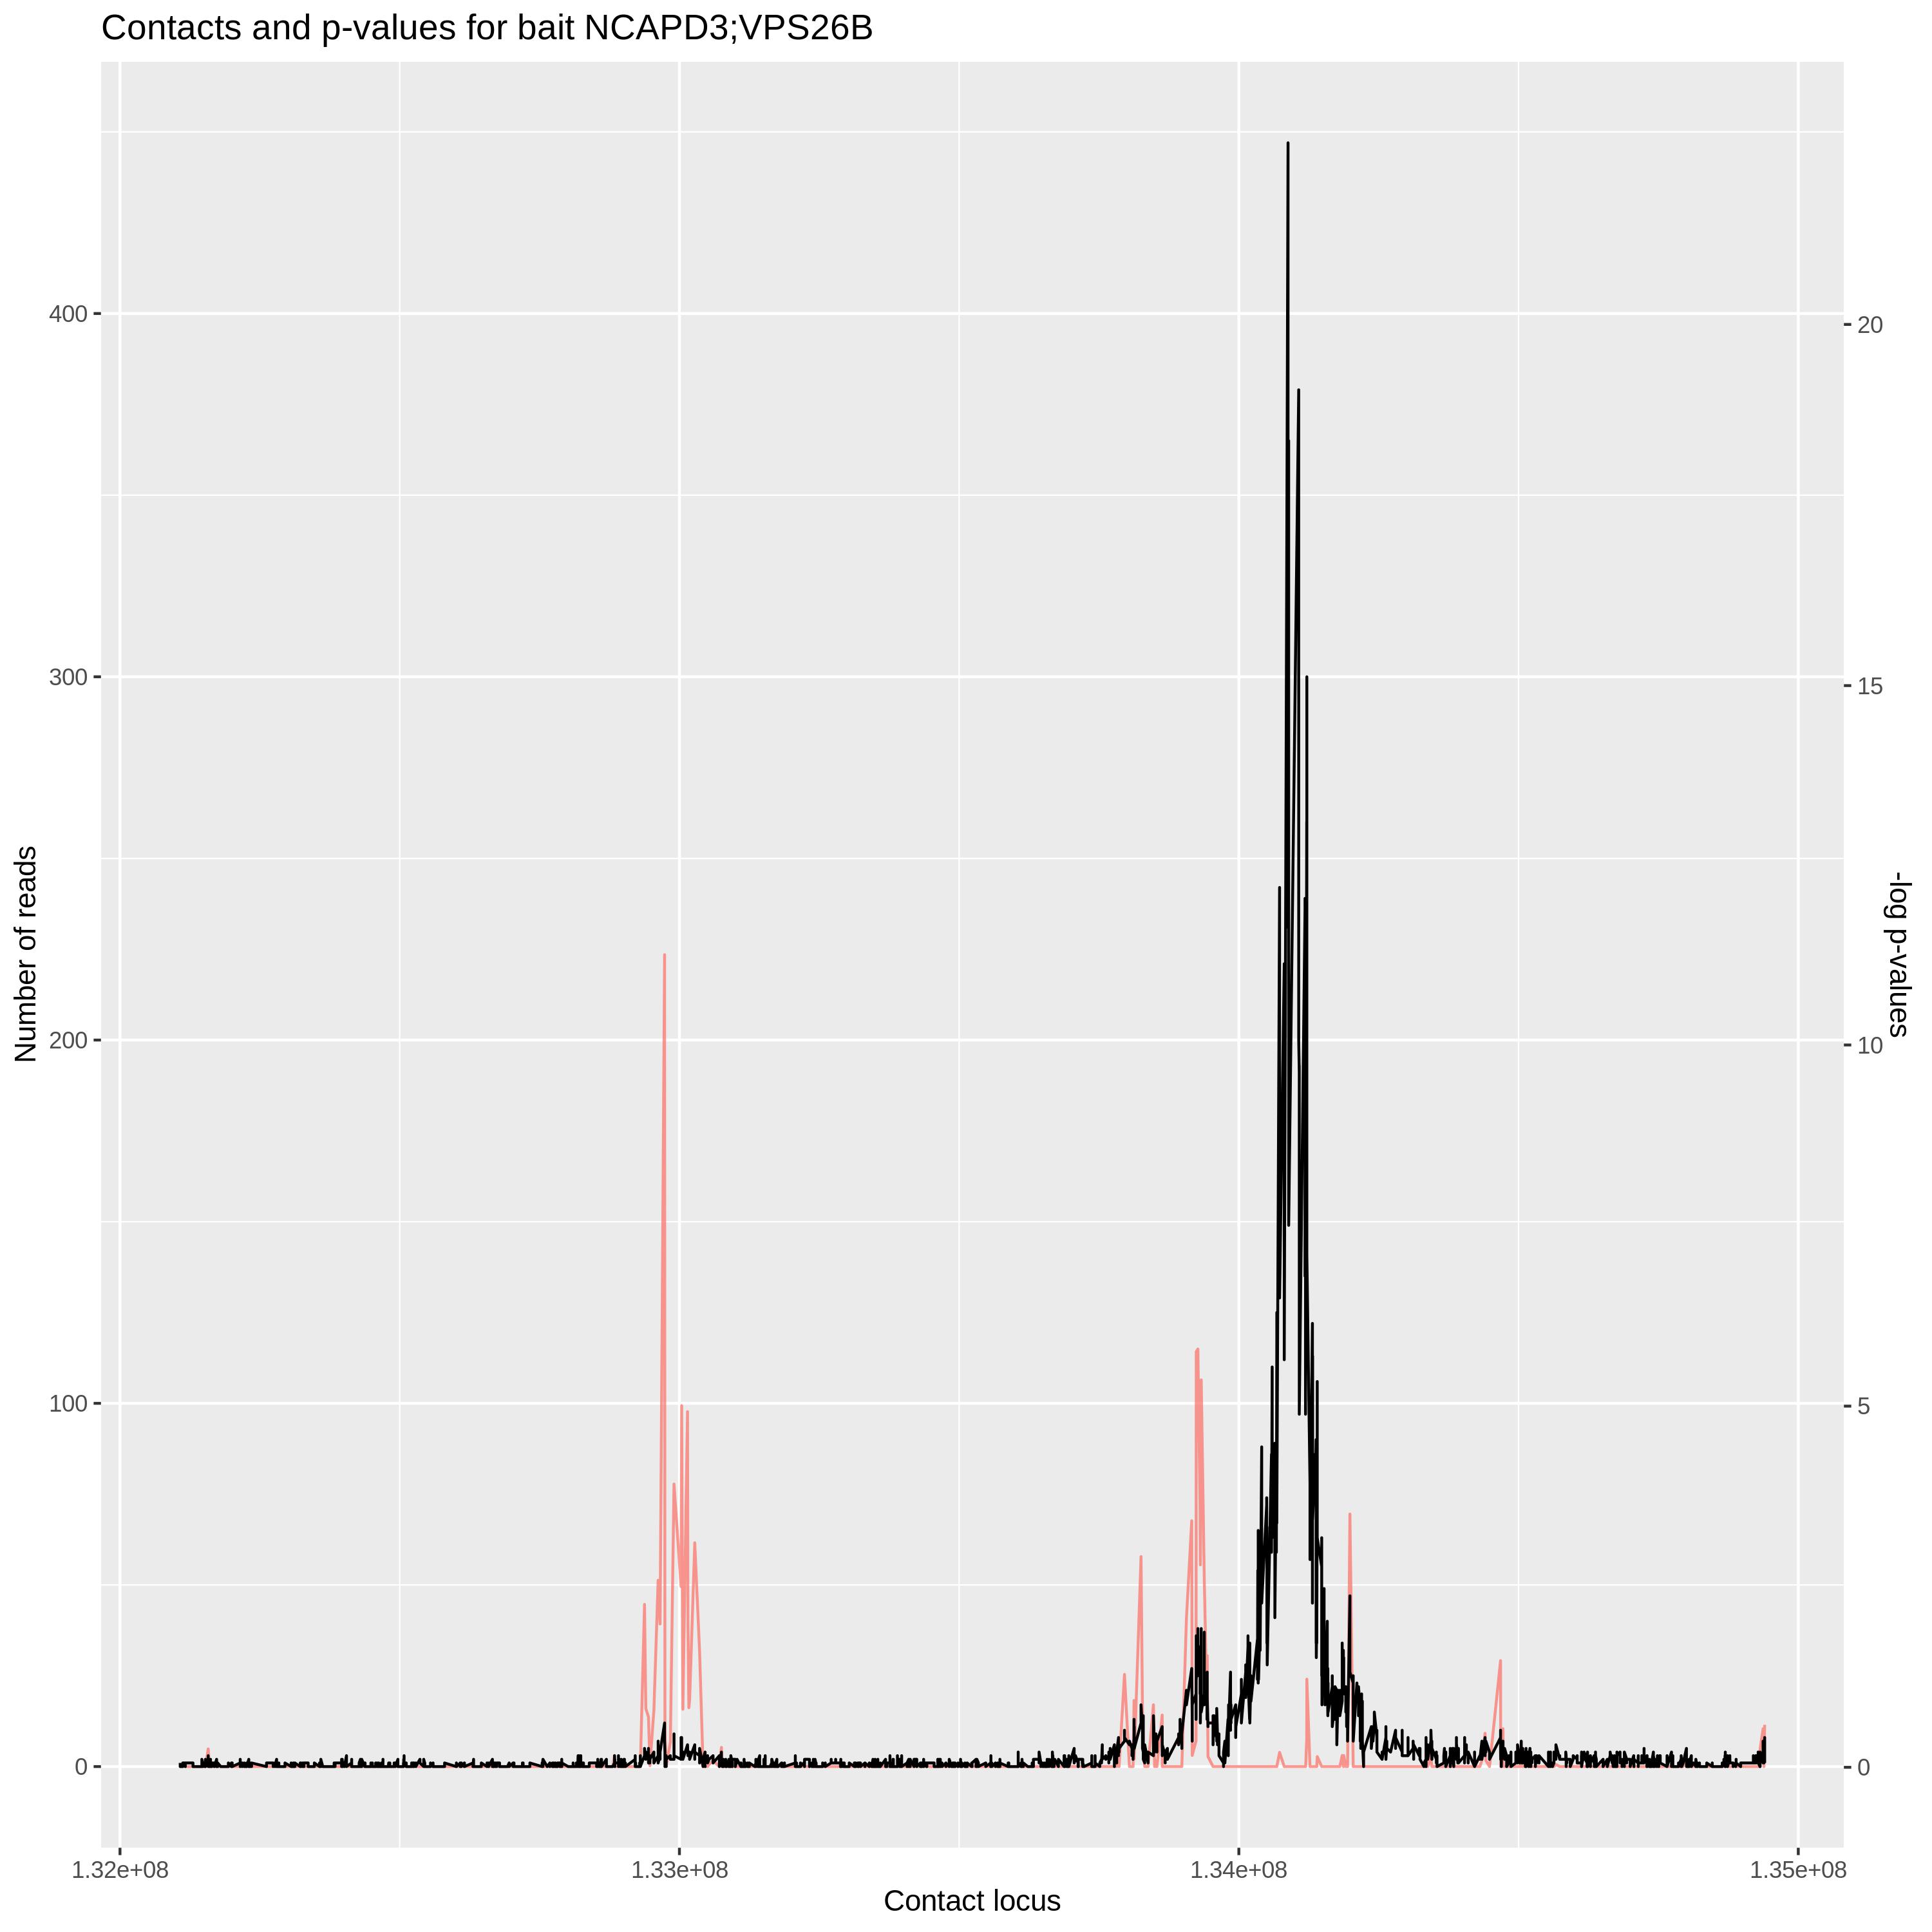 Contacts and p-values for bait NCAPD3;VPS26B
Number of reads
400
300
200
100
0
20
15
10
5
0
-log p-values
1.32e+08
1.33e+08
1.34e+08
1.35e+08
Contact locus